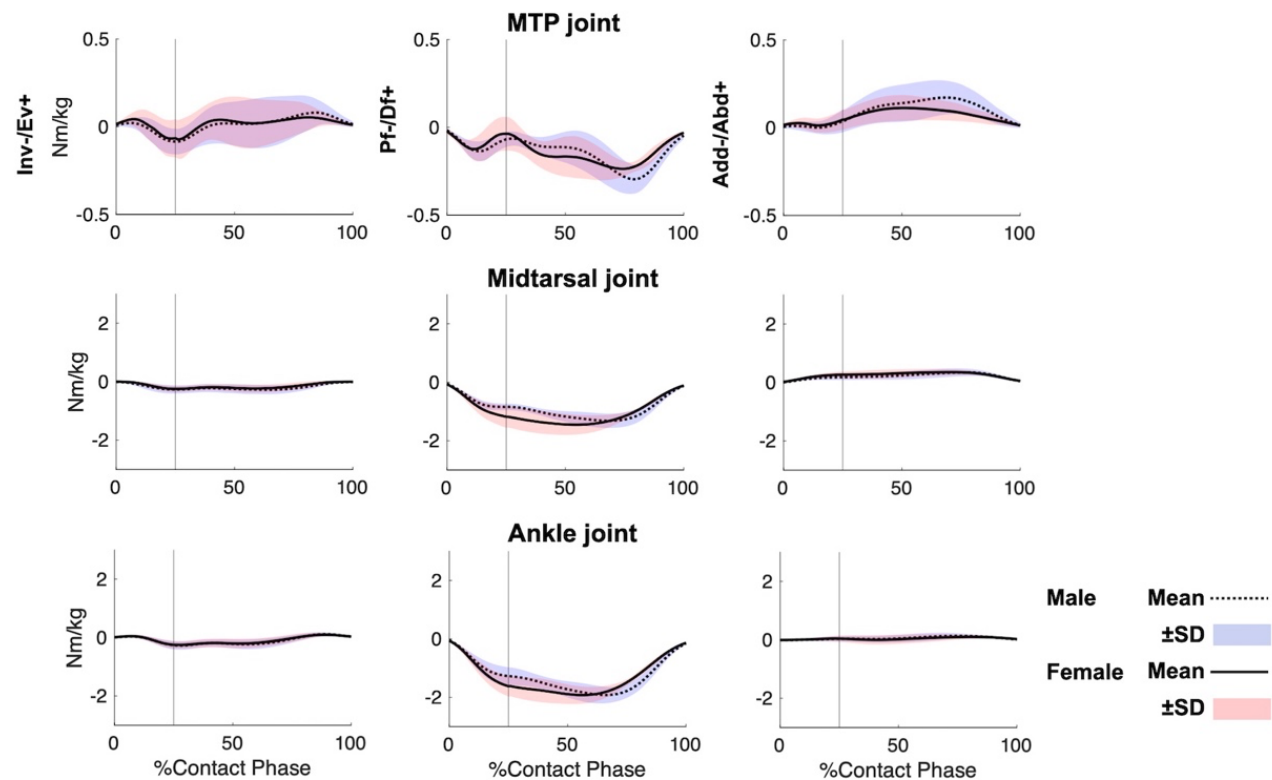 MTP joint
Inv-/Ev+
Nm/kg
0.5
0
-0.5
0 50 100
Pf-/Df+
0.5
0
-0.5
0 50 100
Add-/Abd+
0.5
0
-0.5
0 50 100
Midtarsal joint
Nm/kg
2
0
-2
0 50 100
2
0
-2
0 50 100
2
0
-2
0 50 100
Ankle joint
Nm/kg
2
0
-2
0 50 100
%Contact Phase
2
0
-2
0 50 100
%Contact Phase
2
0
-2
0 50 100
%Contact Phase
Male Mean
±SD
Female Mean
±SD